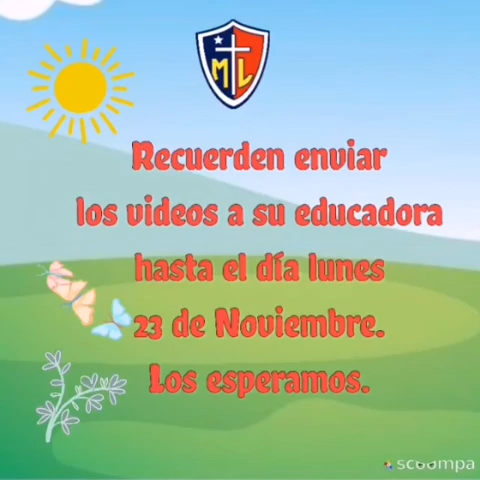 ML
Recuerden enviar
los videos a su educadora
hasta el día lunes
23 de Noviembre.
Los esperamos.
scoompa